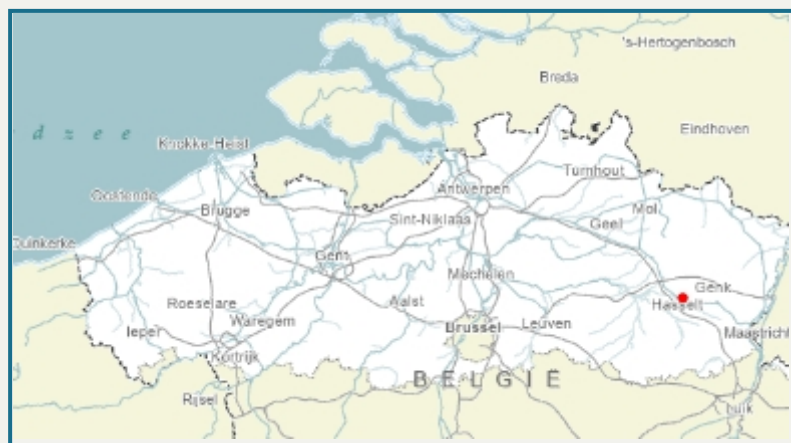 's-Hertogenbosch
Breda
Eindhoven
d z e e
Knokke-Heist
Turnhout
Antwerpen
Oostende
Mol
Brugge
Sint-Niklaas
Geel
Duinkerke
Gent
Mechelen
Genk
Aalst
Roeselare
Hasselt
Waregem
Brussel
Leuven
Ieper
Maastricht
Kortrijk
BELGIË
Rijsel
Luik